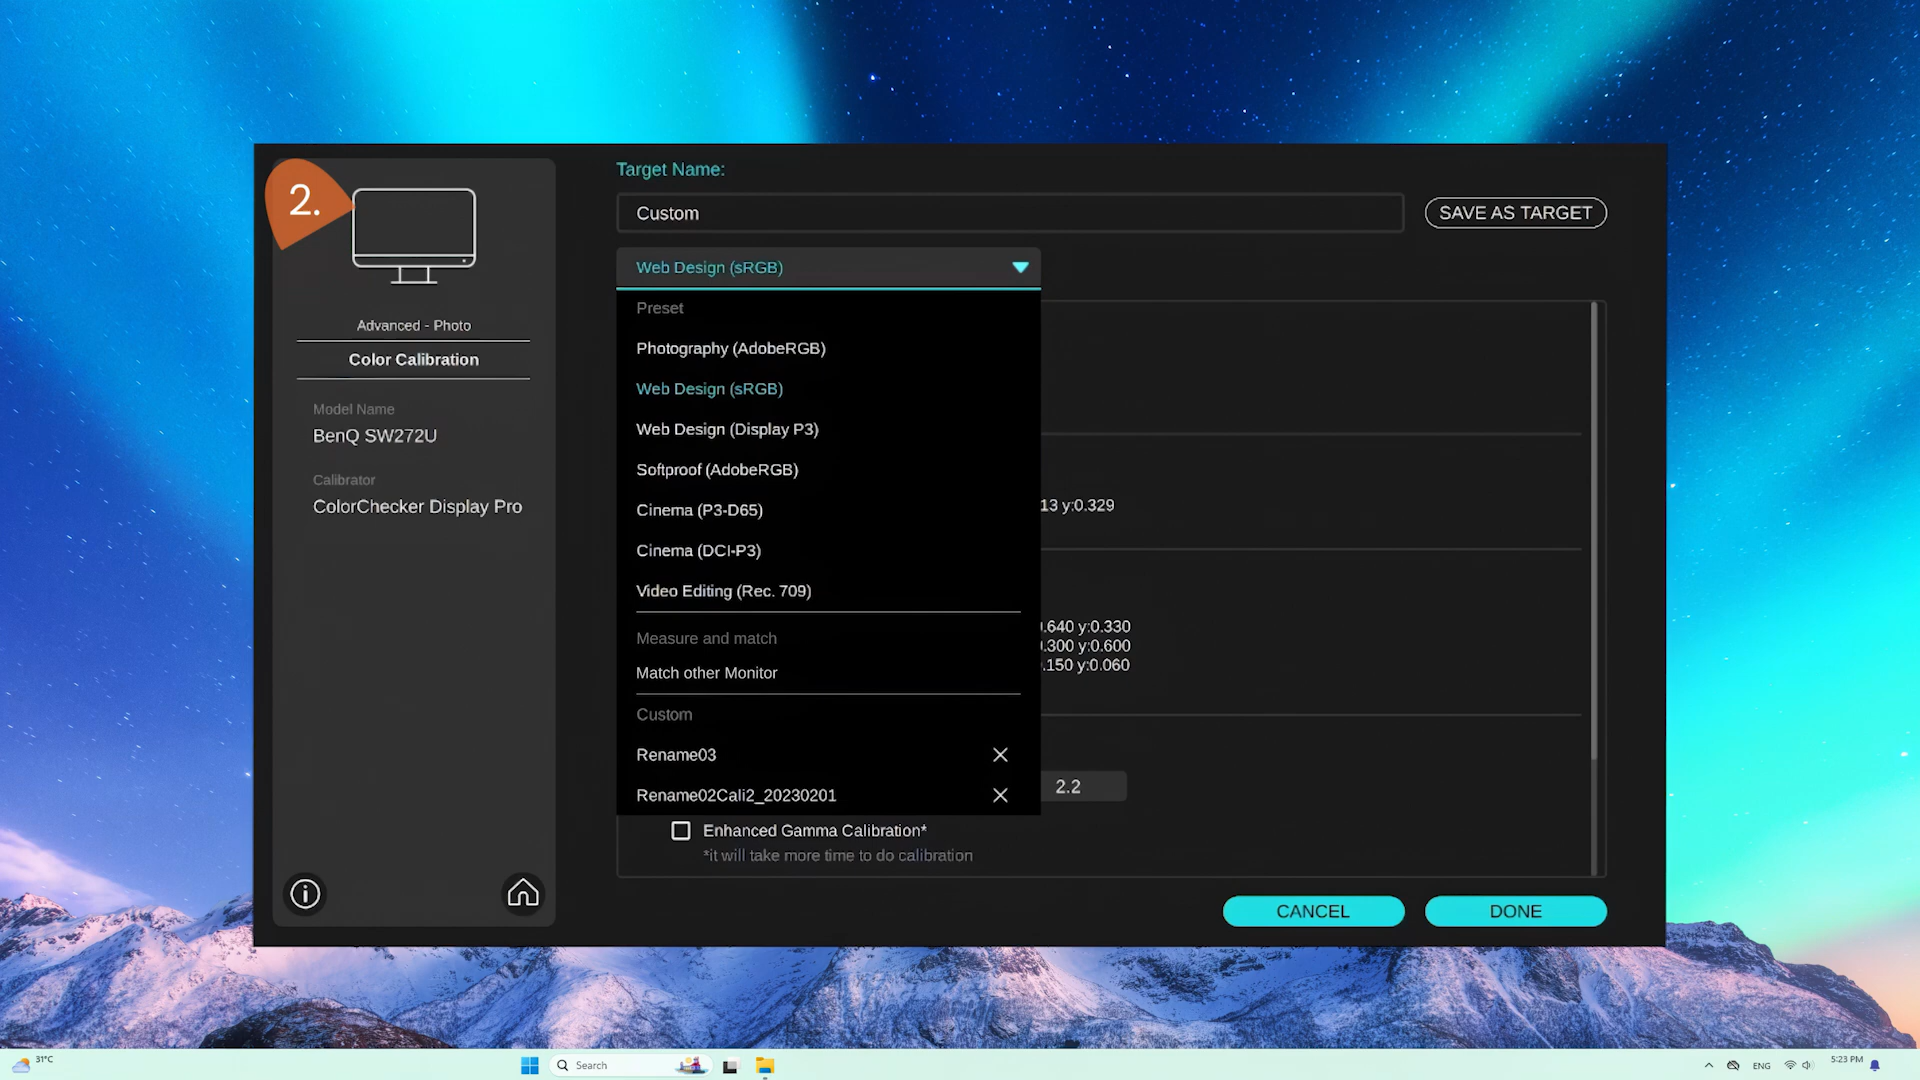 2.
Advanced - Photo
Color Calibration
Model Name
BenQ SW272U
Calibrator
ColorChecker Display Pro
Target Name:
Custom
SAVE AS TARGET
Web Design (sRGB)
Preset
Photography (AdobeRGB)
Web Design (sRGB)
Web Design (Display P3)
Softproof (AdobeRGB)
Cinema (P3-D65)
Cinema (DCI-P3)
Video Editing (Rec. 709)
Measure and match
Match other Monitor
Custom
Rename03
Rename02Cali2_20230201
13 y:0.329
.640 y:0.330
.300 y:0.600
.150 y:0.060
2.2
Enhanced Gamma Calibration*
*it will take more time to do calibration
CANCEL
DONE
31°C
Search
ENG
5:23 PM